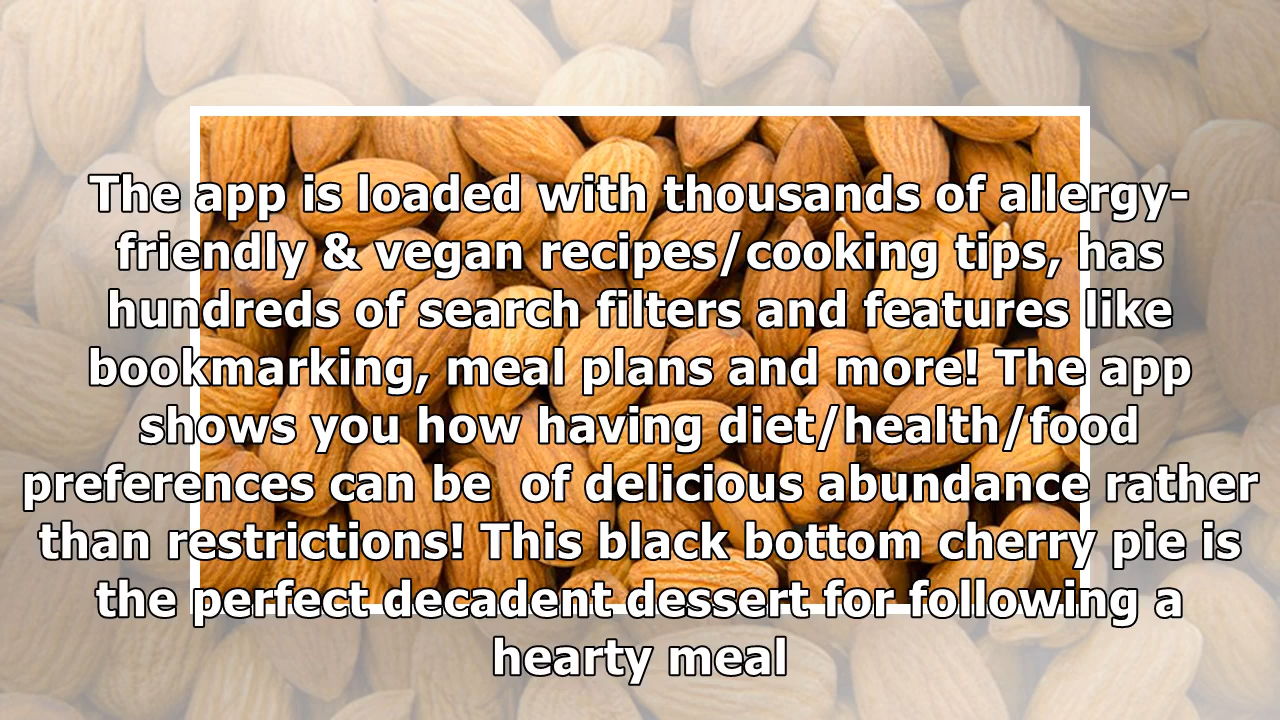 The app is loaded with thousands of allergy-
friendly & vegan recipes/cooking tips, has
hundreds of search filters and features like
bookmarking, meal plans and more! The app
shows you how having diet/health/food
preferences can be  of delicious abundance rather
than restrictions! This black bottom cherry pie is
the perfect decadent dessert for following a
hearty meal